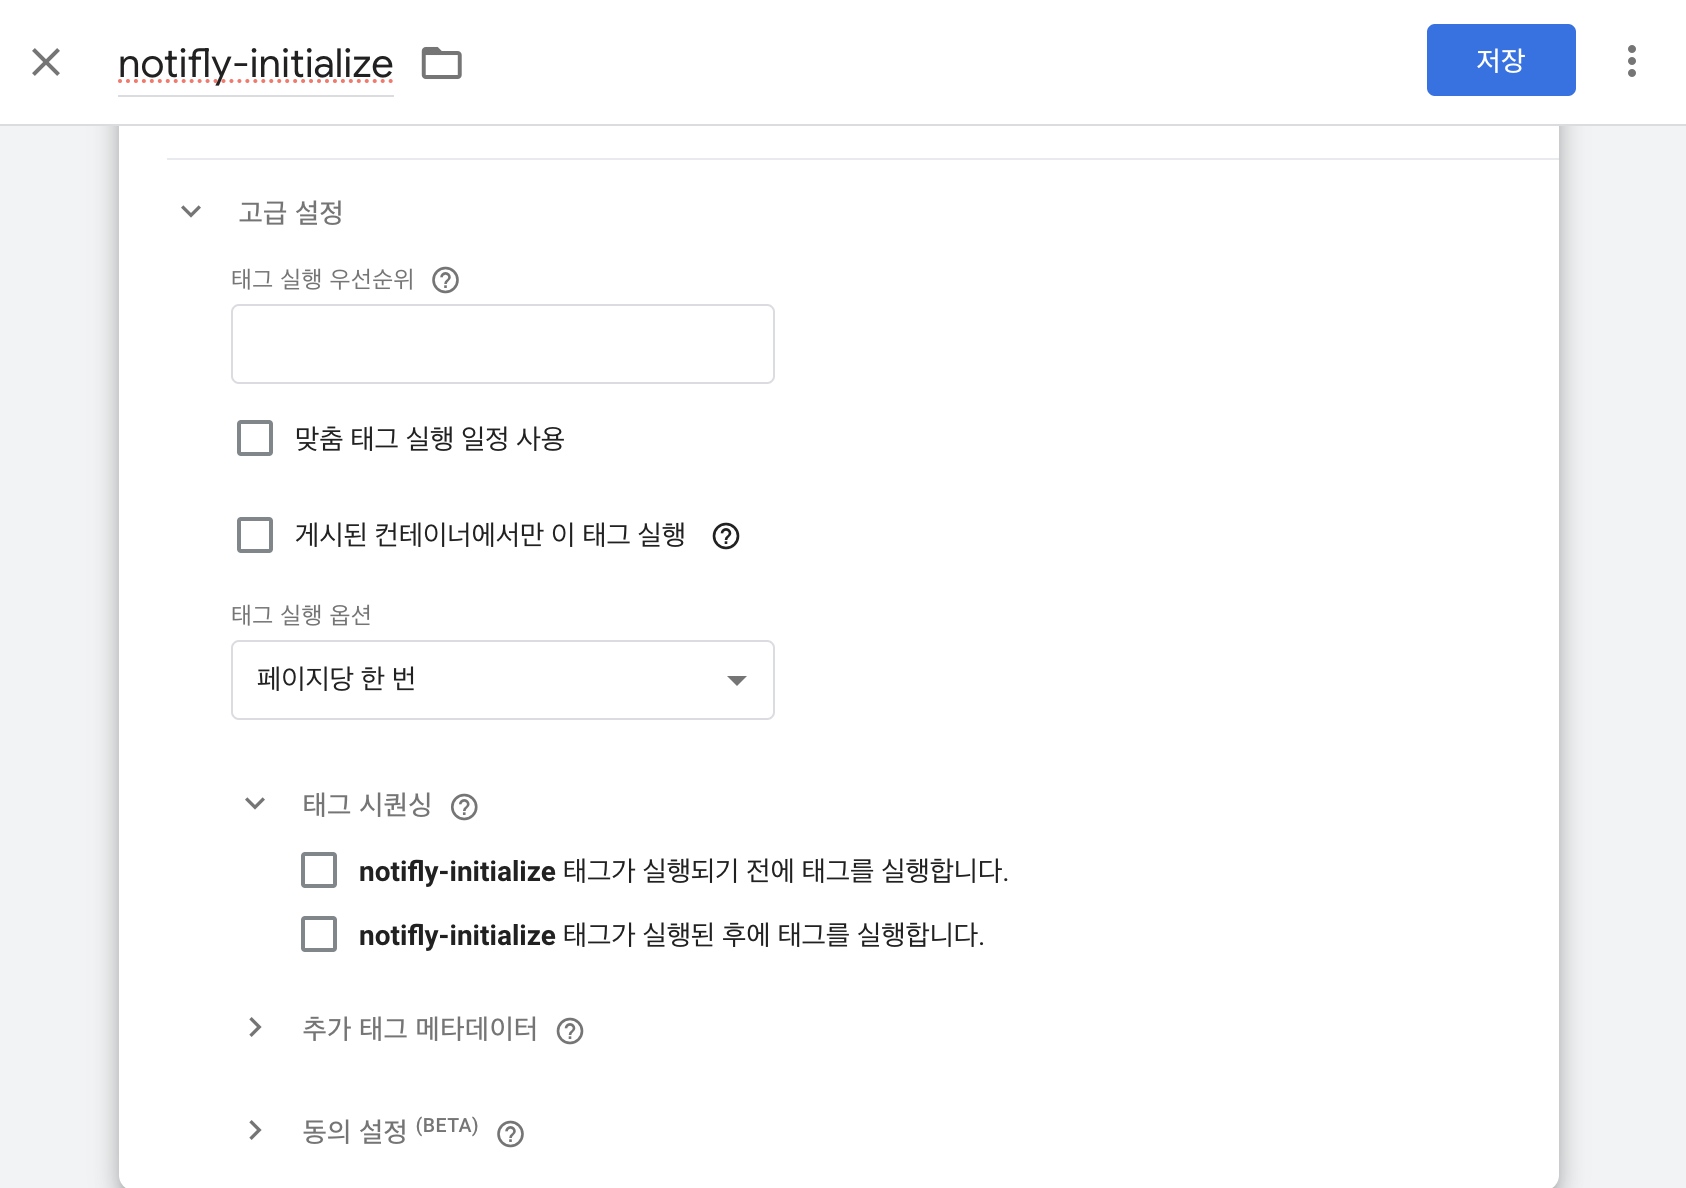 notifly-initialize
저장
고급 설정
태그 실행 우선순위
맞춤 태그 실행 일정 사용
게시된 컨테이너에서만 이 태그 실행
태그 실행 옵션
페이지당 한 번
태그 시퀀싱
notifly-initialize 태그가 실행되기 전에 태그를 실행합니다.
notifly-initialize 태그가 실행된 후에 태그를 실행합니다.
추가 태그 메타데이터
동의 설정 (BETA)